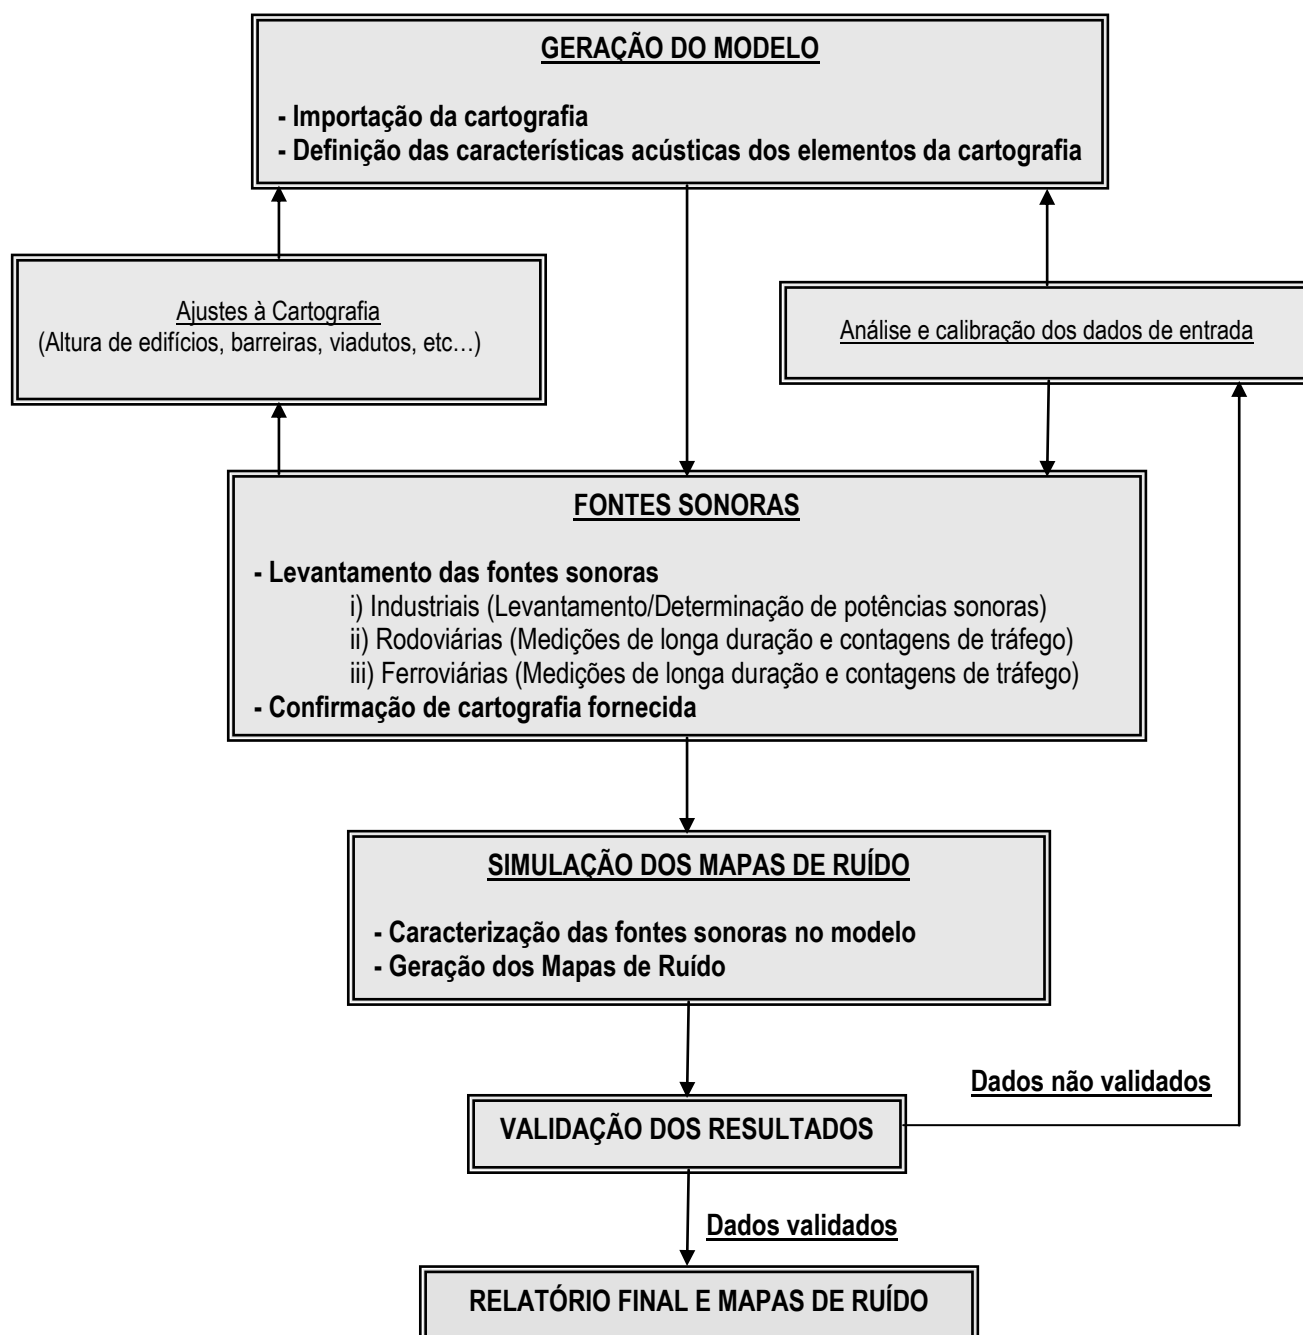 GERAÇÃO DO MODELO
- Importação da cartografia
- Definição das características acústicas dos elementos da cartografia
Ajustes à Cartografia
(Altura de edifícios, barreiras, viadutos, etc…)
Análise e calibração dos dados de entrada
FONTES SONORAS
- Levantamento das fontes sonoras
i) Industriais (Levantamento/Determinação de potências sonoras)
ii) Rodoviárias (Medições de longa duração e contagens de tráfego)
iii) Ferroviárias (Medições de longa duração e contagens de tráfego)
- Confirmação de cartografia fornecida
SIMULAÇÃO DOS MAPAS DE RUÍDO
- Caracterização das fontes sonoras no modelo
- Geração dos Mapas de Ruído
Dados não validados
VALIDAÇÃO DOS RESULTADOS
Dados validados
RELATÓRIO FINAL E MAPAS DE RUÍDO